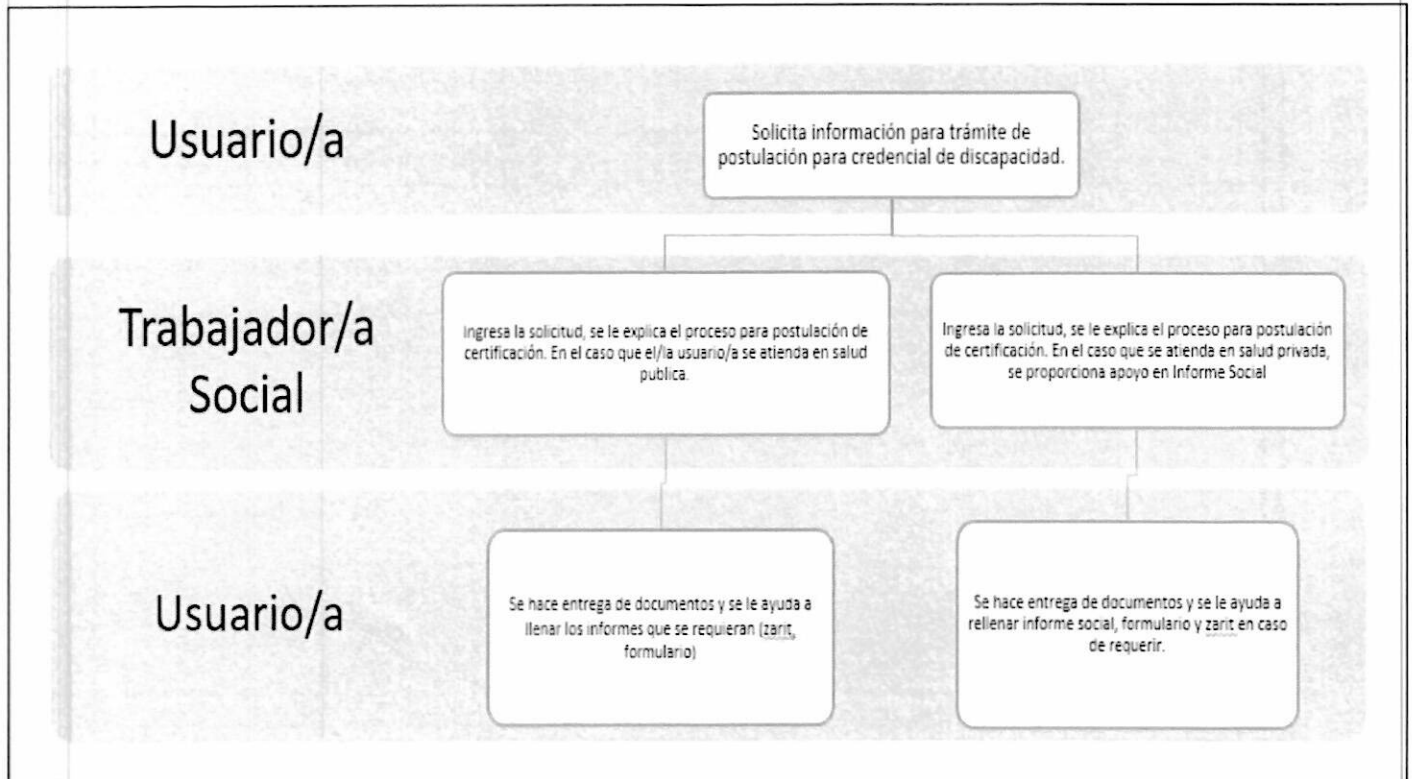 Usuario/a
Solicita información para trámite de
postulación para credencial de discapacidad.
Trabajador/a
Social
Ingresa la solicitud, se le explica el proceso para postulación de
certificación. En el caso que el/la usuario/a se atienda en salud
publica.
Ingresa la solicitud, se le explica el proceso para postulación
de certificación. En el caso que se atienda en salud privada,
se proporciona apoyo en Informe Social
Usuario/a
Se hace entrega de documentos y se le ayuda a
llenar los informes que se requieran (zarit,
formulario)
Se hace entrega de documentos y se le ayuda a
rellenar informe social, formulario y zarit en caso
de requerir.